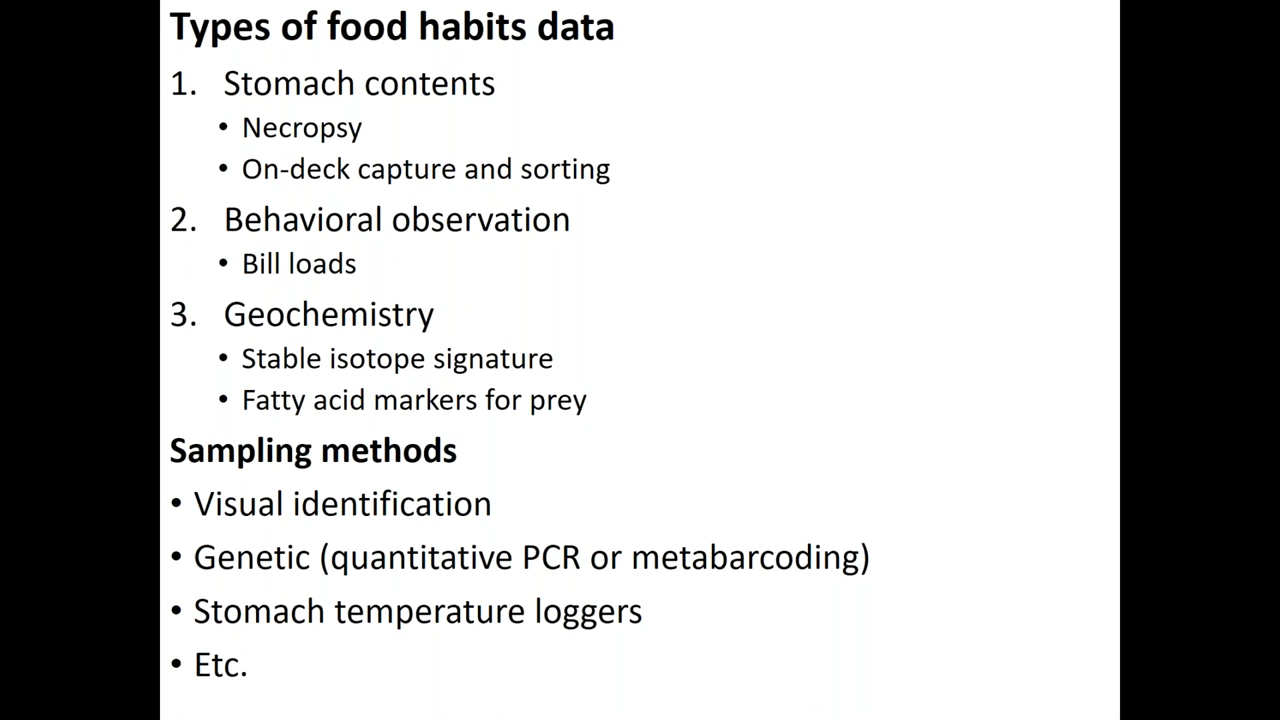 Types of food habits data
1. Stomach contents
• Necropsy
• On-deck capture and sorting
2. Behavioral observation
• Bill loads
3. Geochemistry
• Stable isotope signature
• Fatty acid markers for prey
Sampling methods
• Visual identification
• Genetic (quantitative PCR or metabarcoding)
• Stomach temperature loggers
• Etc.